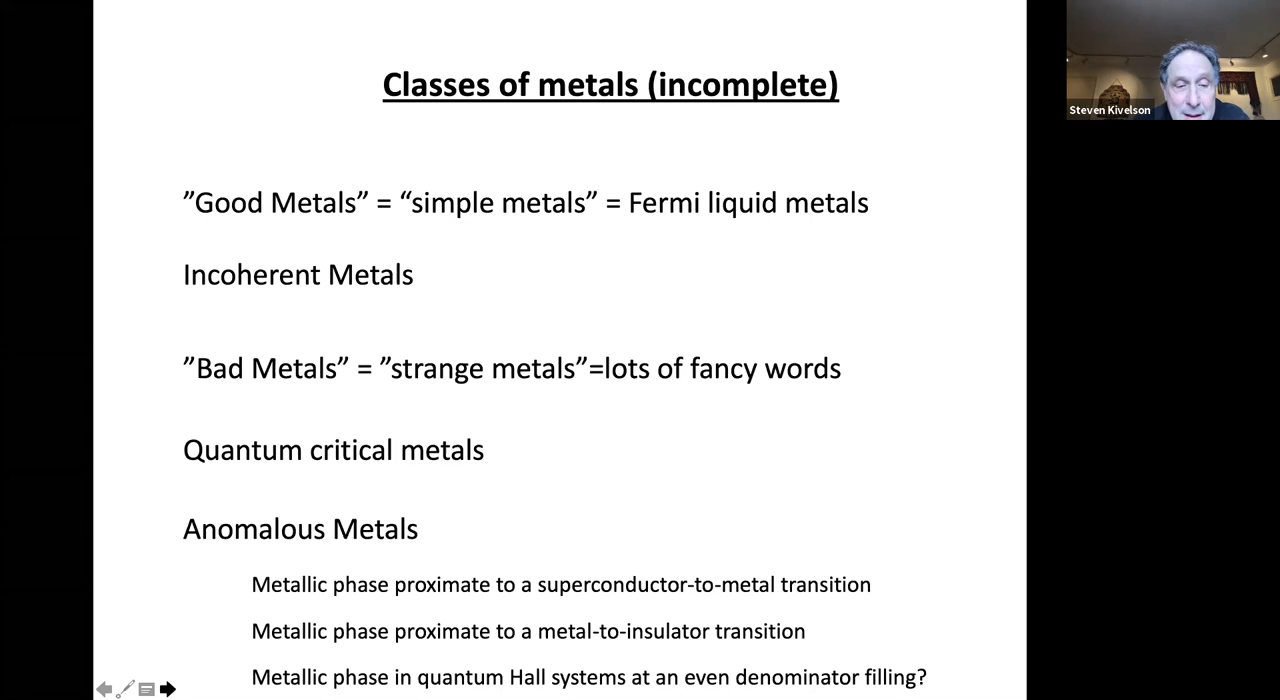 Classes of metals (incomplete)
Steven Kivelson
”Good Metals” = “simple metals” = Fermi liquid metals
Incoherent Metals
”Bad Metals” = ”strange metals”=lots of fancy words
Quantum critical metals
Anomalous Metals
Metallic phase proximate to a superconductor-to-metal transition
Metallic phase proximate to a metal-to-insulator transition
Metallic phase in quantum Hall systems at an even denominator filling?